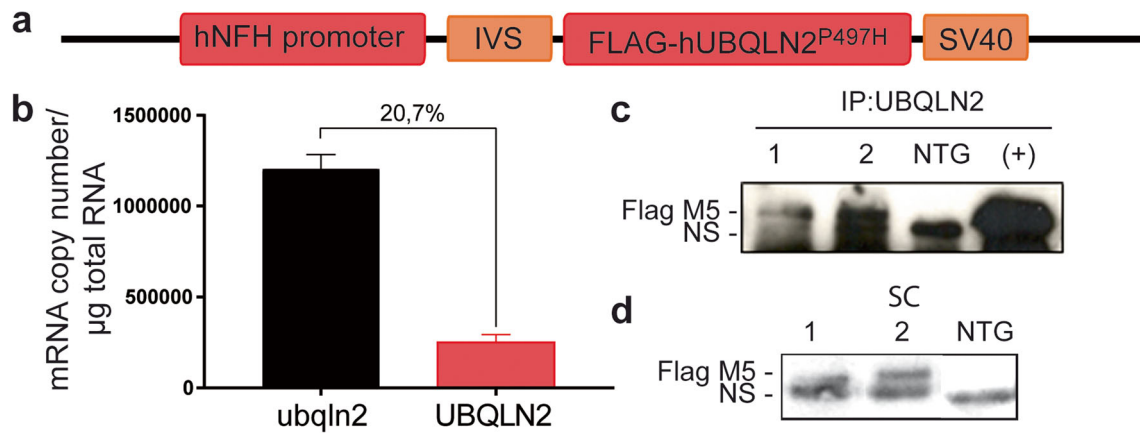 a
hNFH promoter IVS FLAG-hUBQLN2P497H SV40
b
mRNA copy number/
µg total RNA
1500000
1000000
500000
0
20,7%
ubqln2 UBQLN2
c
IP:UBQLN2
1 2 NTG (+)
Flag M5 -
NS -
d
SC
1 2 NTG
Flag M5 -
NS -